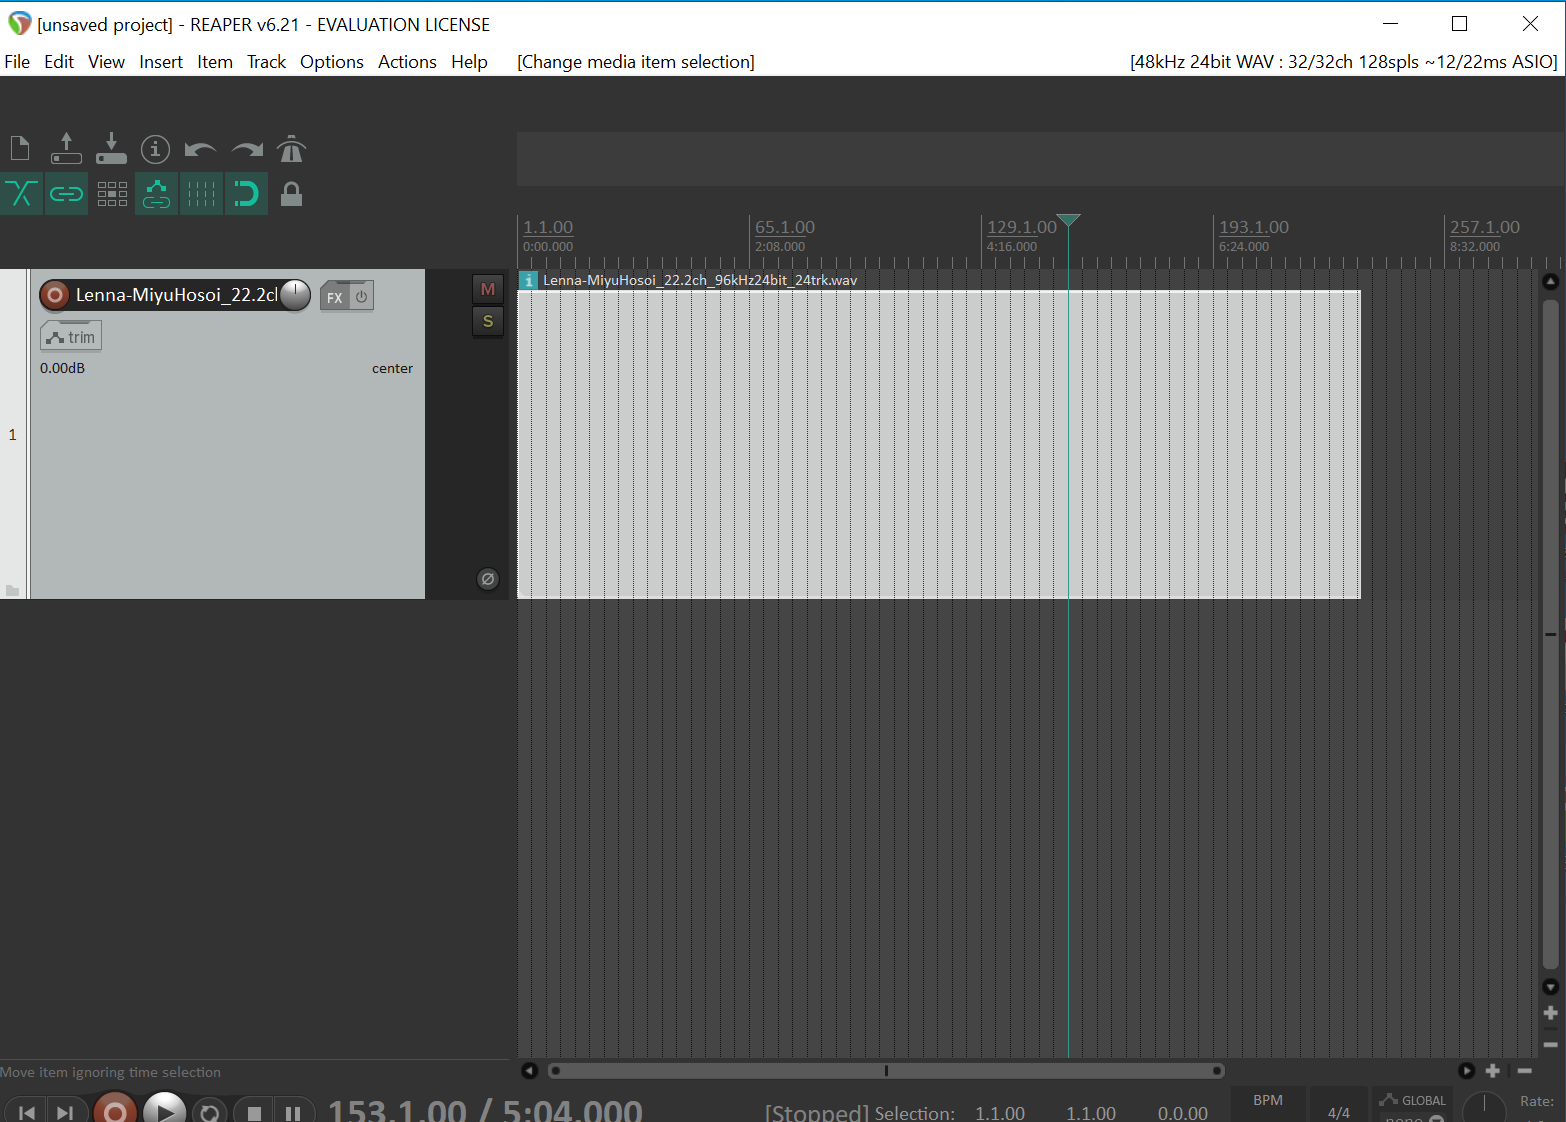 [unsaved project] - REAPER v6.21 - EVALUATION LICENSE
File Edit View Insert Item Track Options Actions Help [Change media item selection] [48kHz 24bit WAV : 32/32ch 128spls ~12/22ms ASIO]
1.1.00 65.1.00 129.1.00 193.1.00 257.1.00
0:00.000 2:08.000 4:16.000 6:24.000 8:32.000
i Lenna-MiyuHosoi_22.2ch_96kHz24bit_24trk.wav
Lenna-MiyuHosoi_22.2cl FX M
S
trim
0.00dB center
1
Move item ignoring time selection
153.1.00 / 5:04.000 [Stopped] Selection: 1.1.00 1.1.00 0.0.00 BPM 4/4 GLOBAL none Rate: